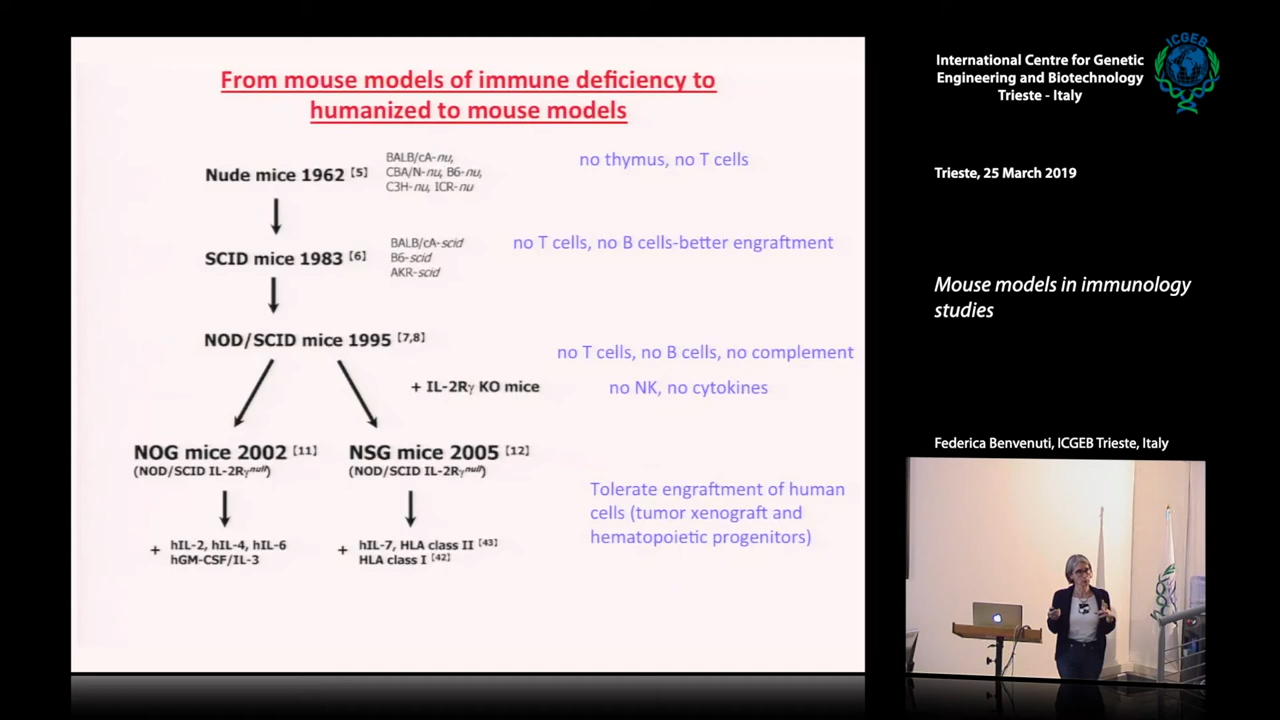 From mouse models of immune deficiency to
humanized to mouse models
Nude mice 1962 [5]
BALB/cA-nu,
CBA/N-nu, B6-nu,
C3H-nu, ICR-nu
no thymus, no T cells
SCID mice 1983 [6]
BALB/cA-scid
B6-scid
AKR-scid
no T cells, no B cells-better engraftment
NOD/SCID mice 1995 [7,8]
no T cells, no B cells, no complement
+ IL-2Rγ KO mice
no NK, no cytokines
NOG mice 2002 [11]
(NOD/SCID IL-2Rγnull)
NSG mice 2005 [12]
(NOD/SCID IL-2Rγnull)
Tolerate engraftment of human
cells (tumor xenograft and
hematopoietic progenitors)
+ hIL-2, hIL-4, hIL-6
hGM-CSF/IL-3
+ hIL-7, HLA class II [43]
HLA class I [42]
International Centre for Genetic
Engineering and Biotechnology
Trieste - Italy
ICGEB
Trieste, 25 March 2019
Mouse models in immunology
studies
Federica Benvenuti, ICGEB Trieste, Italy